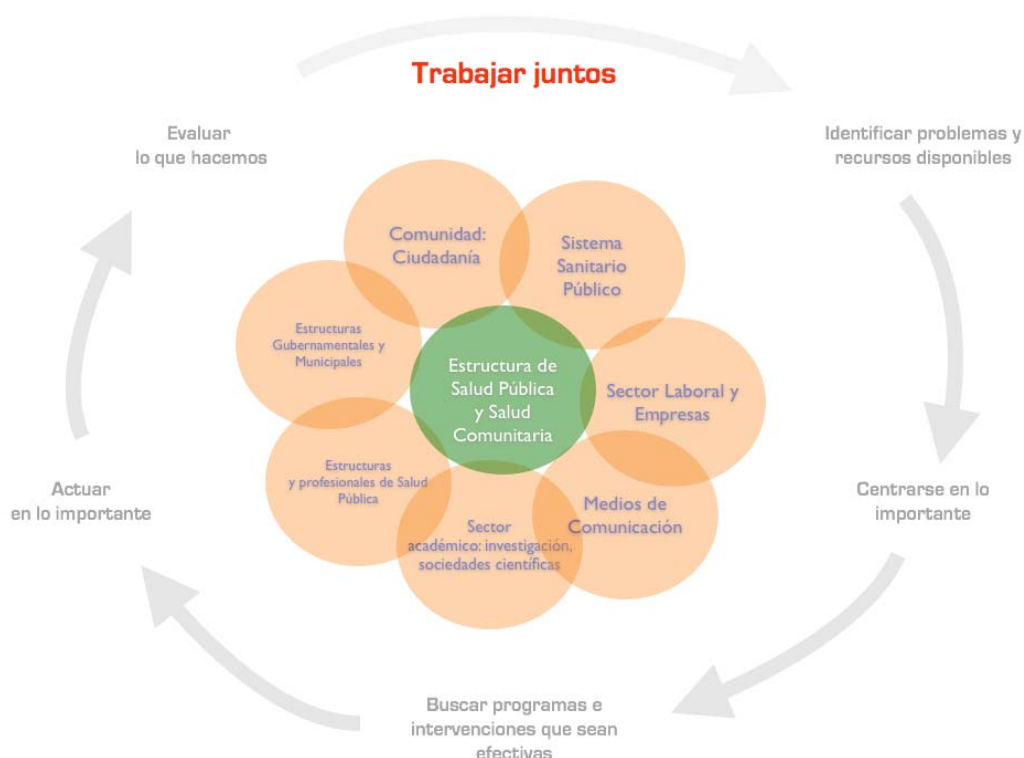 Trabajar juntos
Evaluar
lo que hacemos
Identificar problemas y
recursos disponibles
Comunidad:
Ciudadanía
Sistema
Sanitario
Público
Estructuras
Gubernamentales y
Municipales
Estructura de
Salud Pública
y Salud
Comunitaria
Sector Laboral y
Empresas
Estructuras
y profesionales de Salud
Pública
Sector
académico: investigación,
sociedades científicas
Medios de
Comunicación
Actuar
en lo importante
Centrarse en lo
importante
Buscar programas e
intervenciones que sean
efectivas